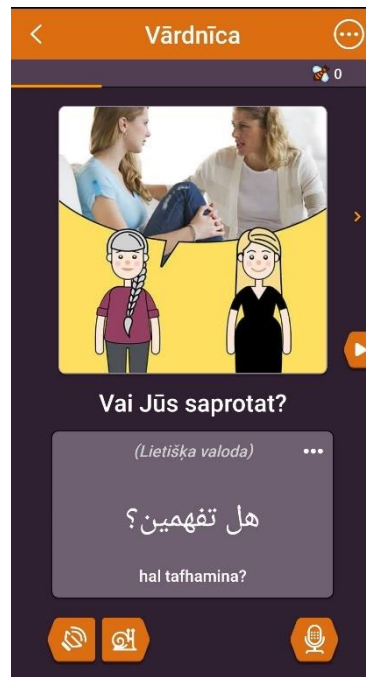 Vārdnīca
0
Vai Jūs saprotat?
(Lietišķa valoda)
هل تفهمين؟
hal tafhamina?